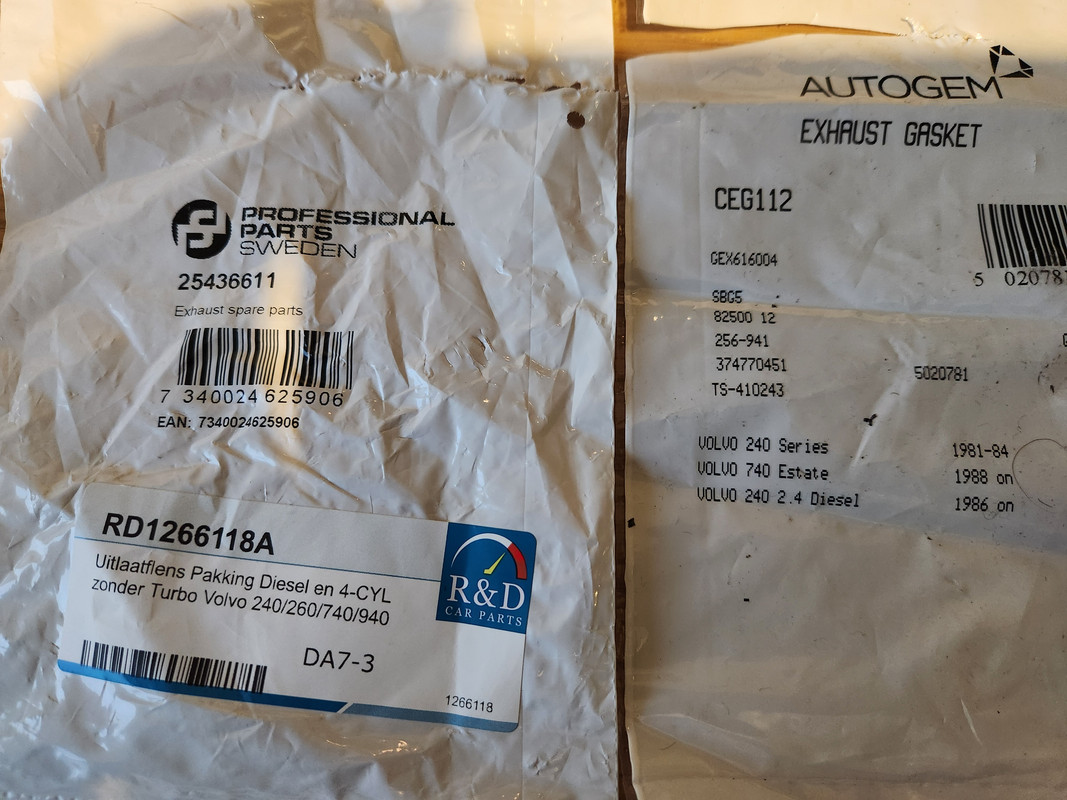 PROFESSIONAL
PARTS
SWEDEN
25436611
Exhaust spare parts
7 340024 625906
EAN: 7340024625906
RD1266118A
Uitlaatflens Pakking Diesel en 4-CYL
zonder Turbo Volvo 240/260/740/940
R&D
CAR PARTS
DA7-3
1266118
AUTOGEM
EXHAUST GASKET
CEG112
5 020781
GEX616004
SBG5
82500 12
256-941
374770451
5020781
TS-410243
VOLVO 240 Series 1981-84
VOLVO 740 Estate 1988 on
VOLVO 240 2.4 Diesel 1986 on